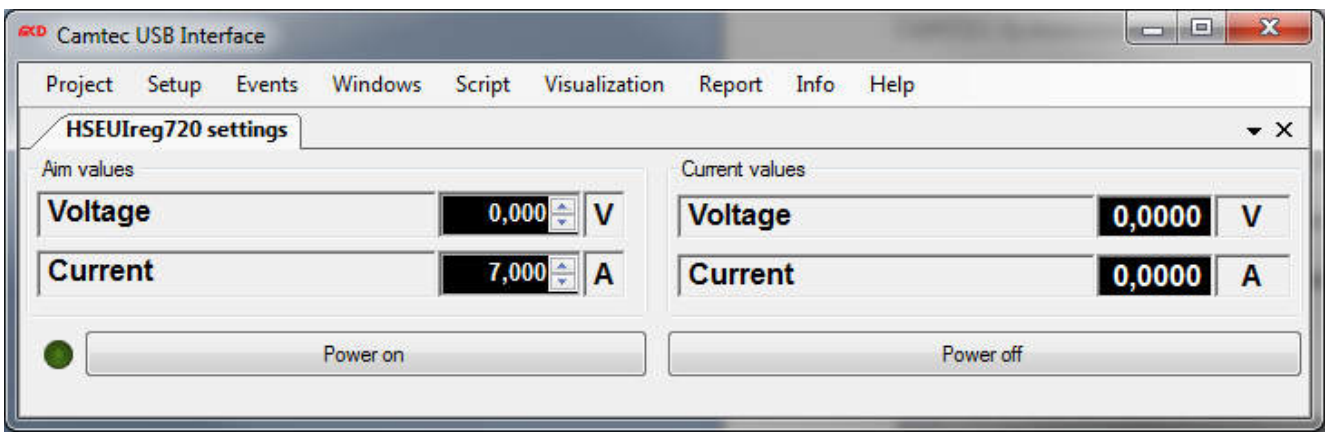 Camtec USB Interface
Project Setup Events Windows Script Visualization Report Info Help
HSEUIreg720 settings
Aim values
Voltage 0,000 V
Current 7,000 A
Current values
Voltage 0,0000 V
Current 0,0000 A
Power on
Power off